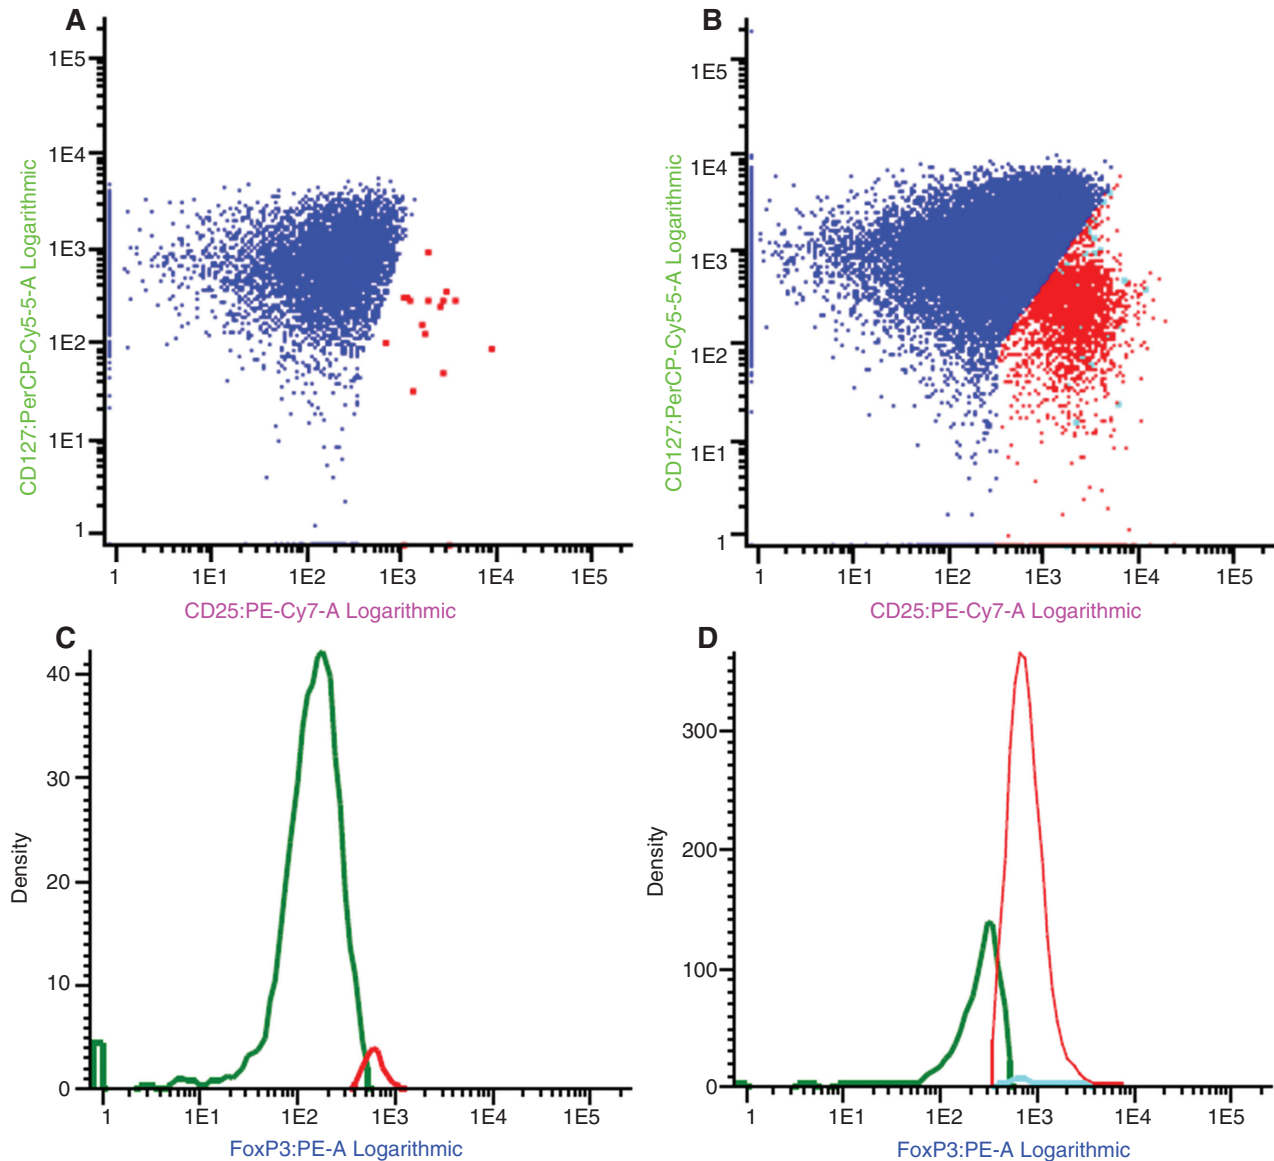 A
1E5
1E4
1E3
1E2
1E1
1
CD127:PerCP-Cy5-5-A Logarithmic
1 1E1 1E2 1E3 1E4 1E5
CD25:PE-Cy7-A Logarithmic
B
1E5
1E4
1E3
1E2
1E1
1
CD127:PerCP-Cy5-5-A Logarithmic
1 1E1 1E2 1E3 1E4 1E5
CD25:PE-Cy7-A Logarithmic
C
40
30
20
10
0
Density
1 1E1 1E2 1E3 1E4 1E5
FoxP3:PE-A Logarithmic
D
300
200
100
0
Density
1 1E1 1E2 1E3 1E4 1E5
FoxP3:PE-A Logarithmic